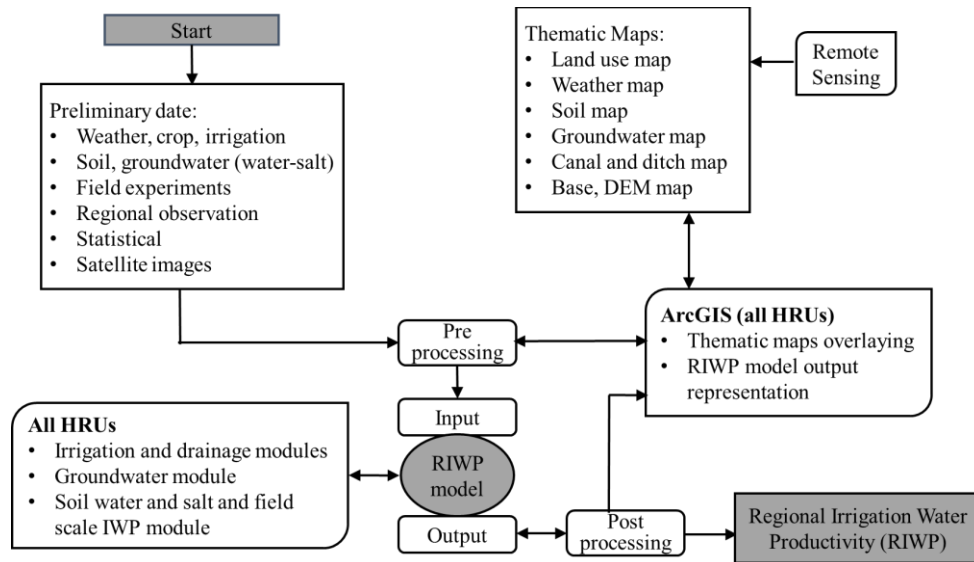 Start
Preliminary date:
• Weather, crop, irrigation
• Soil, groundwater (water-salt)
• Field experiments
• Regional observation
• Statistical
• Satellite images
Thematic Maps:
• Land use map
• Weather map
• Soil map
• Groundwater map
• Canal and ditch map
• Base, DEM map
Remote
Sensing
Pre
processing
ArcGIS (all HRUs)
• Thematic maps overlaying
• RIWP model output
representation
Input
RIWP
model
Output
All HRUs
• Irrigation and drainage modules
• Groundwater module
• Soil water and salt and field
scale IWP module
Post
processing
Regional Irrigation Water
Productivity (RIWP)